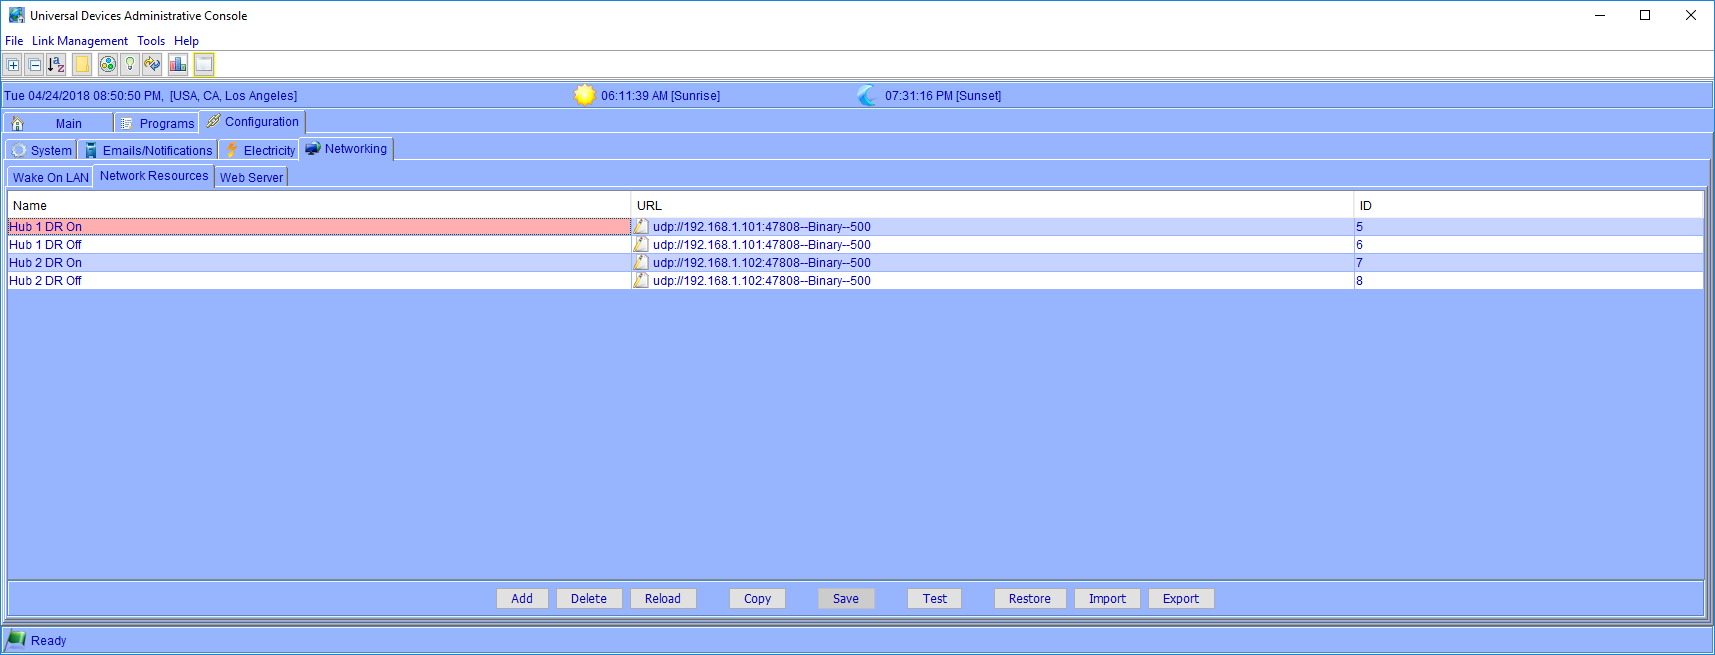 Universal Devices Administrative Console
File Link Management Tools Help
Tue 04/24/2018 08:50:50 PM, [USA, CA, Los Angeles] 06:11:39 AM [Sunrise] 07:31:16 PM [Sunset]
Main Programs Configuration
System Emails/Notifications Electricity Networking
Wake On LAN Network Resources Web Server
Name URL ID
Hub 1 DR On udp://192.168.1.101:47808--Binary--500 5
Hub 1 DR Off udp://192.168.1.101:47808--Binary--500 6
Hub 2 DR On udp://192.168.1.102:47808--Binary--500 7
Hub 2 DR Off udp://192.168.1.102:47808--Binary--500 8
Add Delete Reload Copy Save Test Restore Import Export
Ready